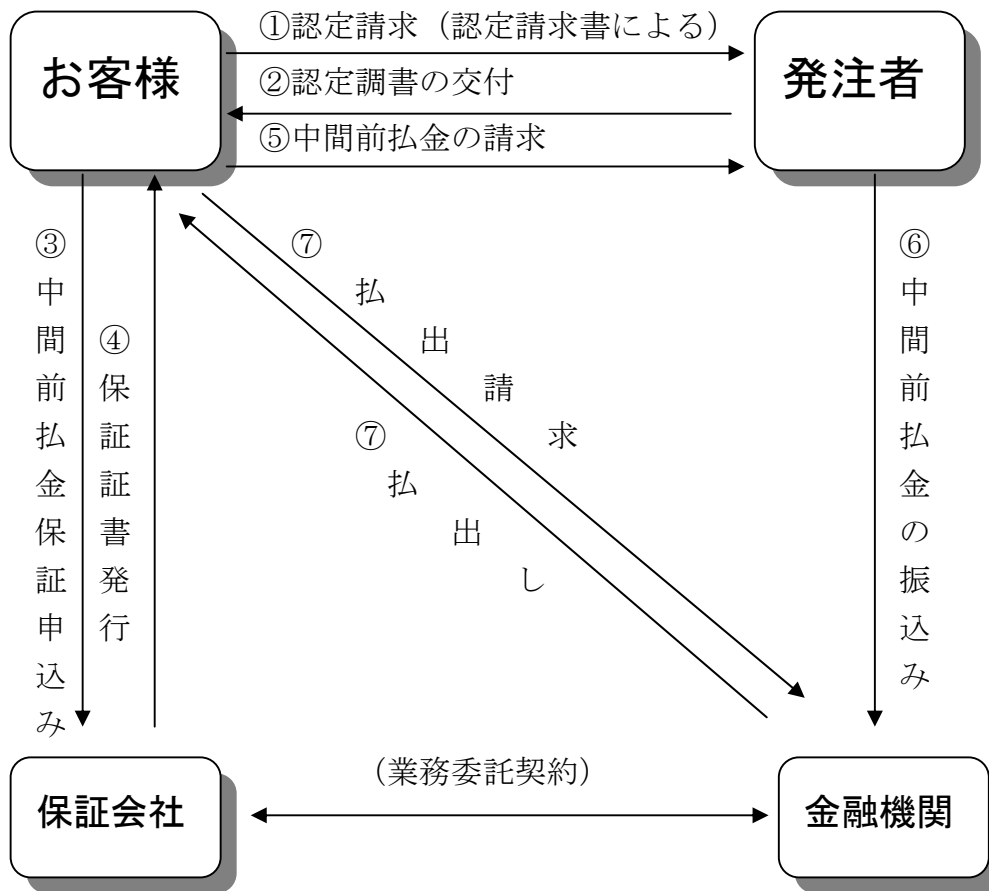 お客様
①認定請求（認定請求書による）
②認定調書の交付
⑤中間前払金の請求
発注者
③中間前払金保証申込み
④保証証書発行
⑦払出請求
⑦払出し
⑥中間前払金の振込み
保証会社
（業務委託契約）
金融機関